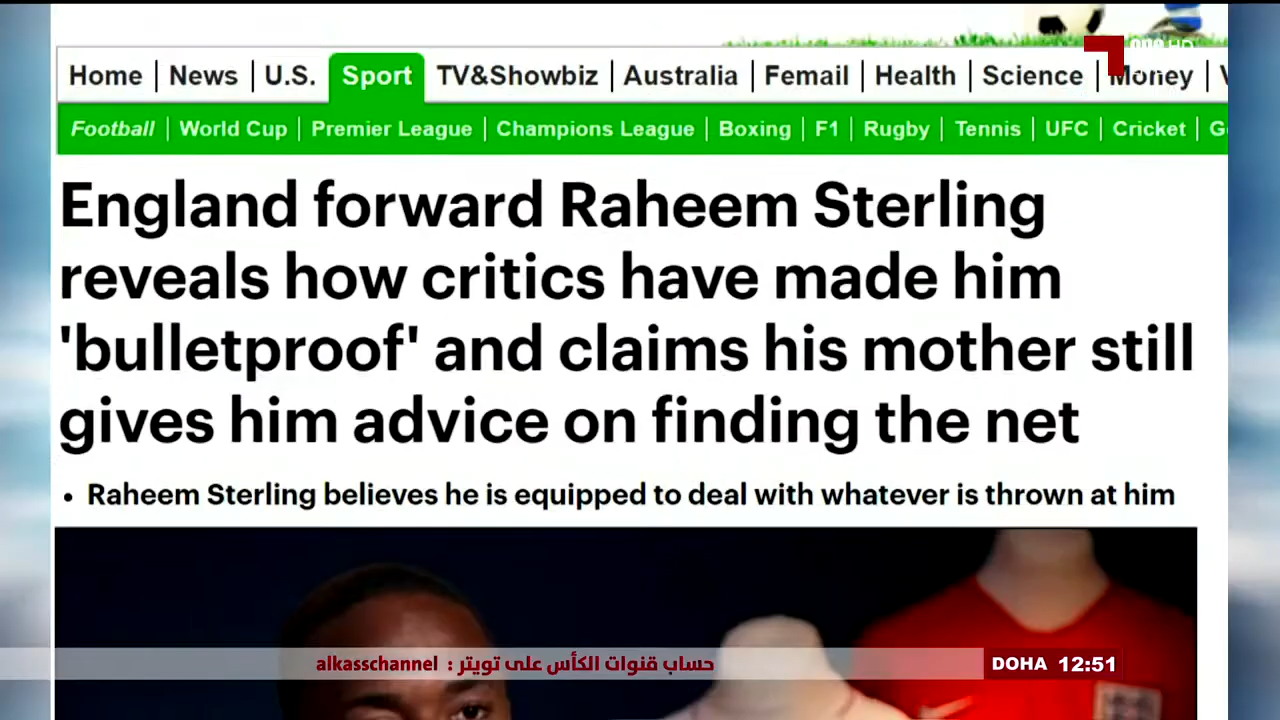 Home News U.S. Sport TV&Showbiz Australia Femail Health Science Money
Football World Cup Premier League Champions League Boxing F1 Rugby Tennis UFC Cricket
England forward Raheem Sterling
reveals how critics have made him
'bulletproof' and claims his mother still
gives him advice on finding the net
• Raheem Sterling believes he is equipped to deal with whatever is thrown at him
حساب قنوات الكأس على تويتر : alkasschannel
DOHA 12:51